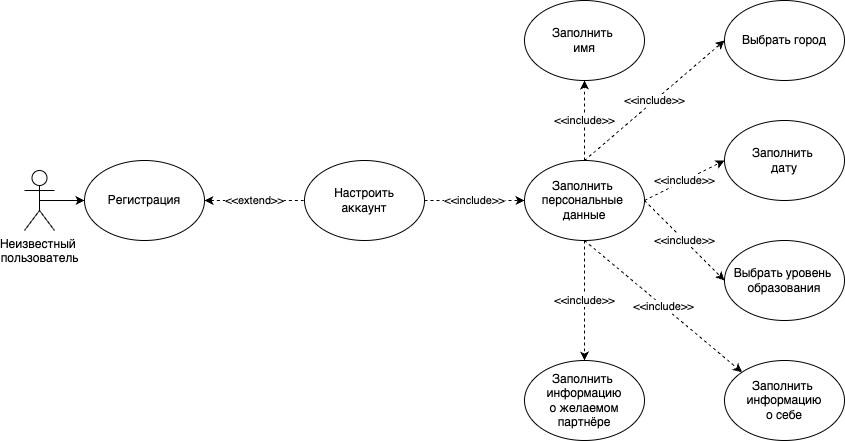 Заполнить
имя
Выбрать город
<<include>>
<<include>>
Заполнить
дату
<<include>>
Неизвестный
пользователь
Регистрация
<<extend>>
Настроить
аккаунт
<<include>>
Заполнить
персональные
данные
<<include>>
Выбрать уровень
образования
<<include>>
<<include>>
Заполнить
информацию
о желаемом
партнёре
Заполнить
информацию
о себе